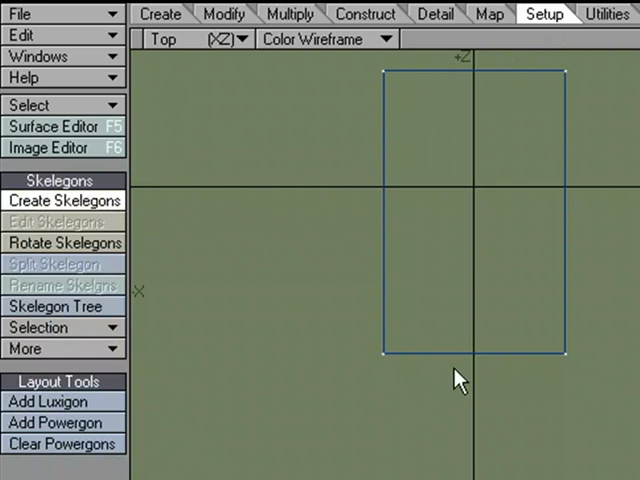 File
Create Modify Multiply Construct Detail Map Setup Utilities
Edit
Top (XZ) Color Wireframe
Windows
+Z
Help
Select
Surface Editor F5
Image Editor F6
Skelegons
Create Skelegons
Edit Skelegons
Rotate Skelegons
Split Skelegon
Rename Skelgns
-X
Skelegon Tree
Selection
More
Layout Tools
Add Luxigon
Add Powergon
Clear Powergons